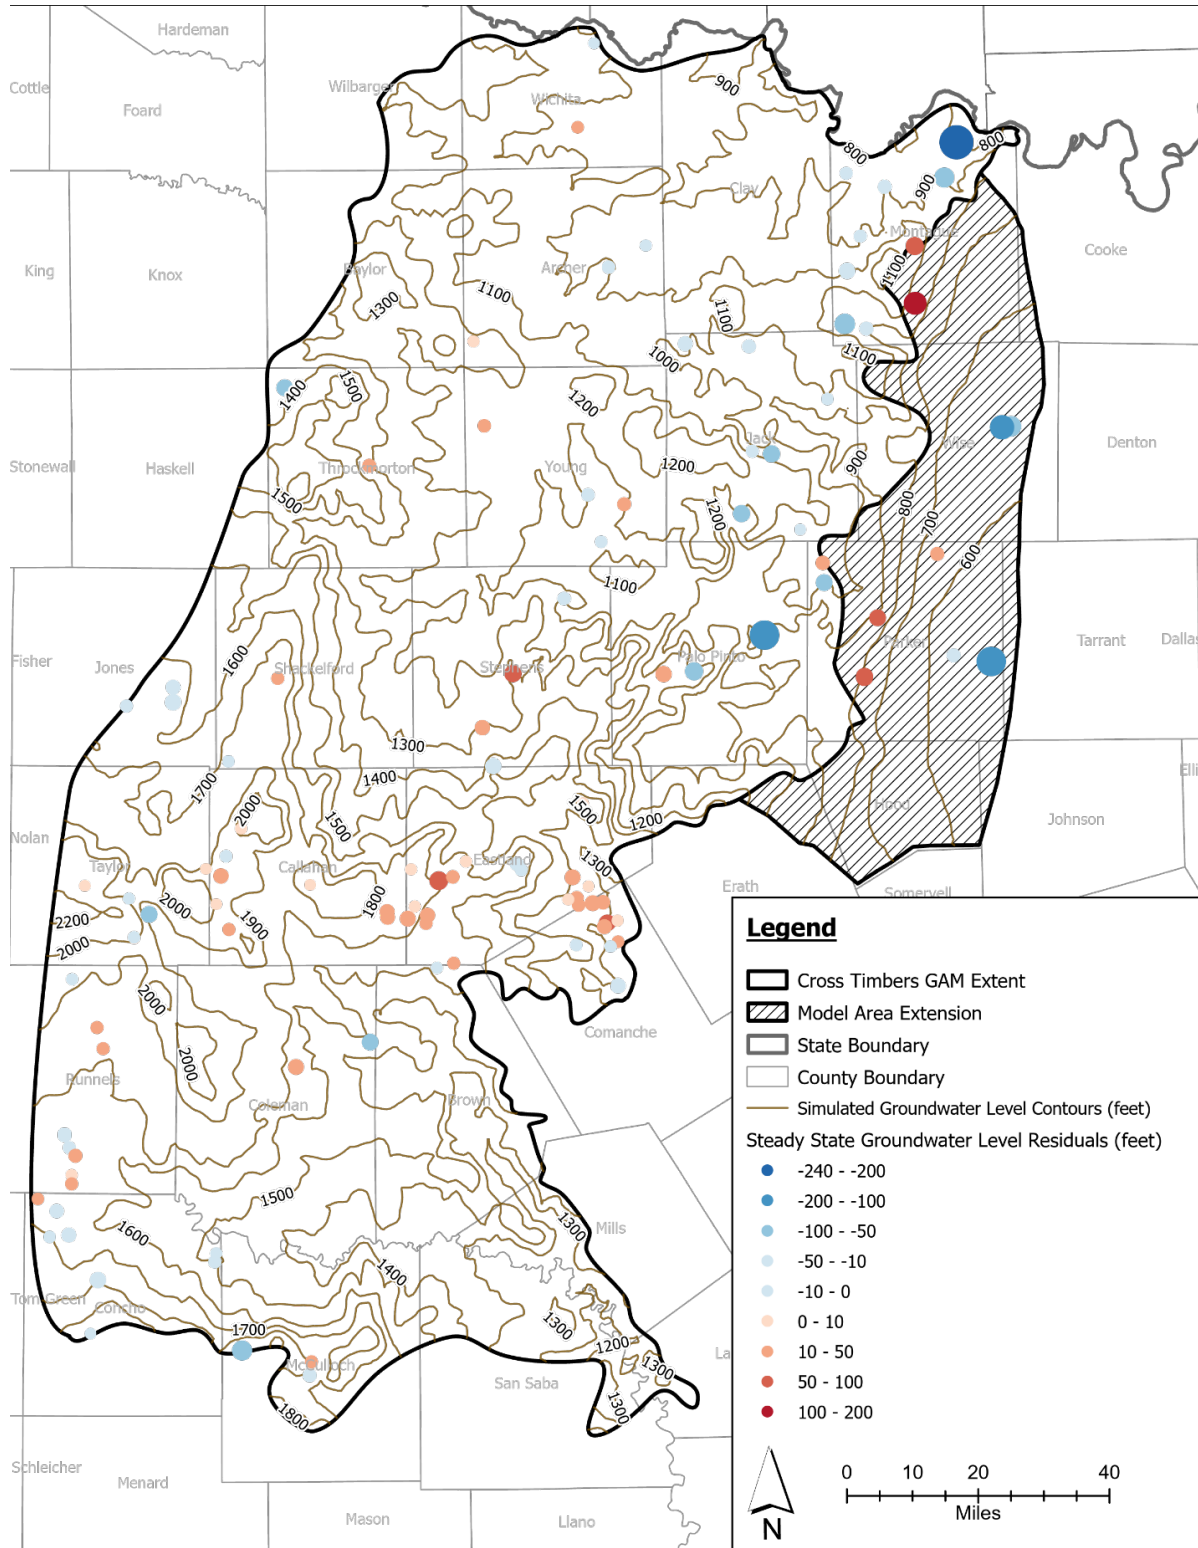 Hardeman
Cottle
Foard
Wilbarger
Wichita
900
800
800
Clay
900
Montague
Cooke
King
Knox
Baylor
Archer
1100
1300
1100
1100
1000
1100
1400
1500
1200
Stonewall
Haskell
Throckmorton
Young
Jack
1200
900
Wise
Denton
1500
1200
800
700
600
1100
Fisher
Jones
1600
Shackelford
Stephens
Palo Pinto
Parker
Tarrant
Dallas
1300
1700
1400
2000
1500
1500
1200
Hood
Johnson
Elli
Nolan
Taylor
Callahan
Eastland
1300
Erath
Somervell
2200
2000
2000
1900
1800
2000
2000
Comanche
Runnels
Coleman
Brown
1500
1600
1300
Mills
1400
Tom Green
Concho
1700
1300
1200
1300
La
McCulloch
San Saba
1800
1300
Schleicher
Menard
Mason
Llano
Legend
Cross Timbers GAM Extent
Model Area Extension
State Boundary
County Boundary
Simulated Groundwater Level Contours (feet)
Steady State Groundwater Level Residuals (feet)
-240 - -200
-200 - -100
-100 - -50
-50 - -10
-10 - 0
0 - 10
10 - 50
50 - 100
100 - 200
N
0 10 20 40
Miles